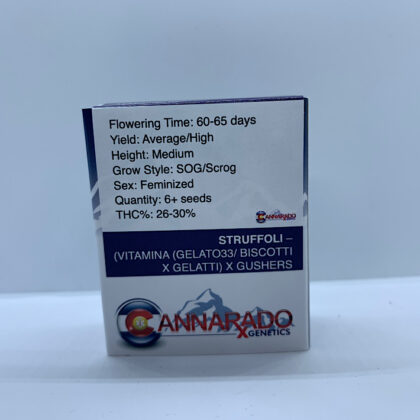 Flowering Time: 60-65 days
Yield: Average/High
Height: Medium
Grow Style: SOG/Scrog
Sex: Feminized
Quantity: 6+ seeds
THC%: 26-30%
CANNARADO
STRUFFOLI –
(VITAMINA (GELATO33/ BISCOTTI
X GELATTI) X GUSHERS
CANNARADO
GENETICS